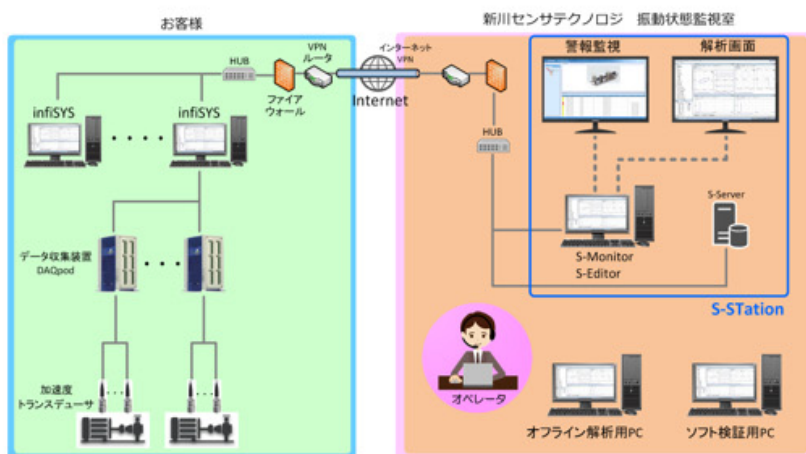 お客様
新川センサテクノロジ 振動状態監視室
VPN
ルータ
インターネット
VPN
HUB
ファイア
ウォール
Internet
警報監視
解析画面
infiSYS
infiSYS
HUB
S-Server
データ収集装置
DAQpod
S-Monitor
S-Editor
S-STation
加速度
トランスデューサ
オペレータ
オフライン解析用PC
ソフト検証用PC